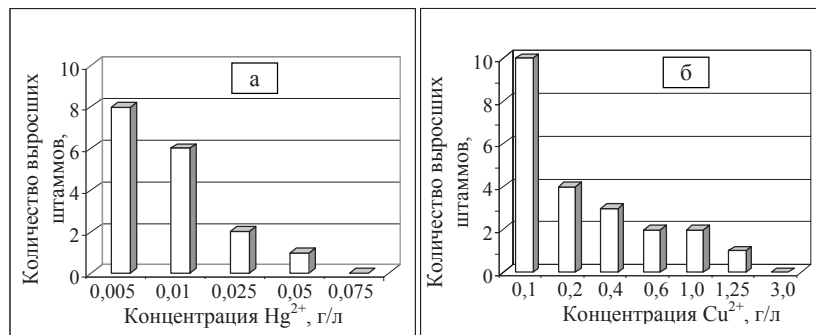 а
Количество выросших
штаммов,
10
8
6
4
2
0
0,005 0,01 0,025 0,05 0,075
Концентрация Hg²⁺, г/л
б
Количество выросших
штаммов,
10
8
6
4
2
0
0,1 0,2 0,4 0,6 1,0 1,25 3,0
Концентрация Cu²⁺, г/л